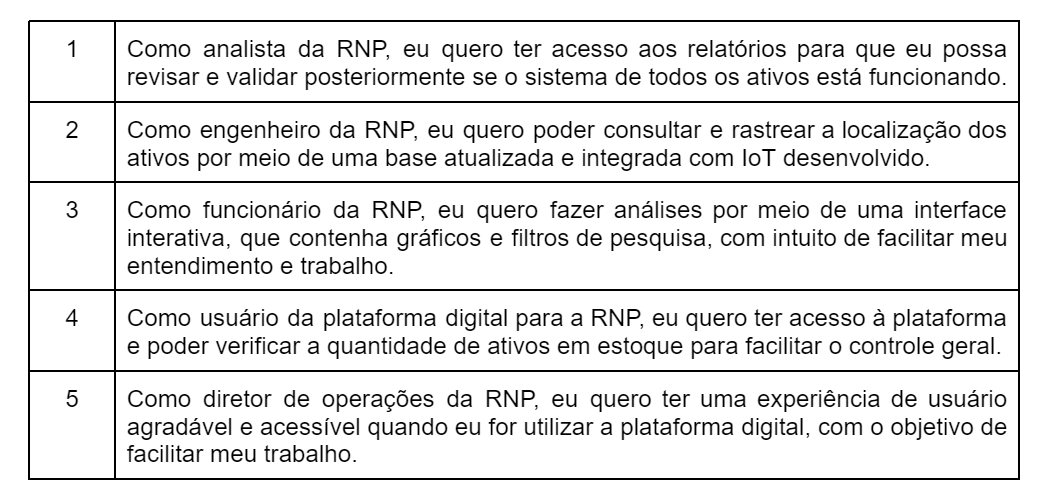 1
Como analista da RNP, eu quero ter acesso aos relatórios para que eu possa
revisar e validar posteriormente se o sistema de todos os ativos está funcionando.
2
Como engenheiro da RNP, eu quero poder consultar e rastrear a localização dos
ativos por meio de uma base atualizada e integrada com IoT desenvolvido.
3
Como funcionário da RNP, eu quero fazer análises por meio de uma interface
interativa, que contenha gráficos e filtros de pesquisa, com intuito de facilitar meu
entendimento e trabalho.
4
Como usuário da plataforma digital para a RNP, eu quero ter acesso à plataforma
e poder verificar a quantidade de ativos em estoque para facilitar o controle geral.
5
Como diretor de operações da RNP, eu quero ter uma experiência de usuário
agradável e acessível quando eu for utilizar a plataforma digital, com o objetivo de
facilitar meu trabalho.